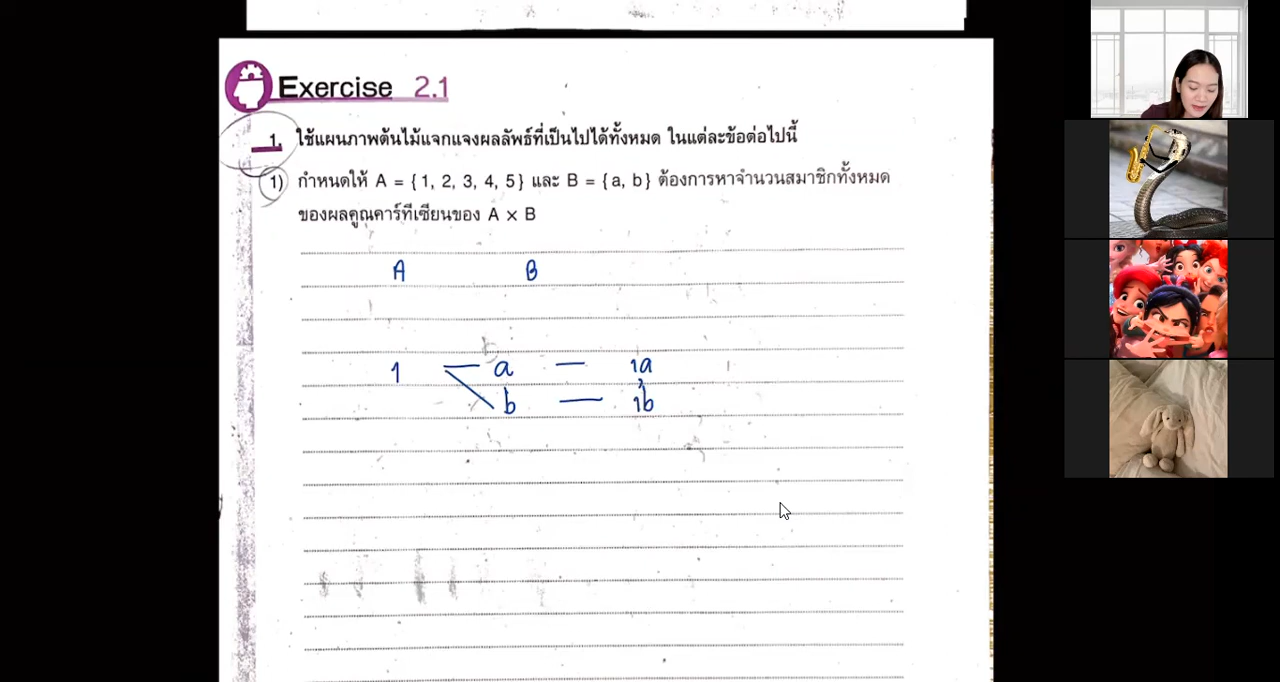 Exercise 2.1
1. ใช้แผนภาพต้นไม้แจกแจงผลลัพธ์ที่เป็นไปได้ทั้งหมด ในแต่ละข้อต่อไปนี้
1) กำหนดให้ A = {1, 2, 3, 4, 5} และ B = {a, b} ต้องการหาจำนวนสมาชิกทั้งหมด
ของผลคูณคาร์ทีเซียนของ A × B
A B
1 a — 1a
,
b — 1b